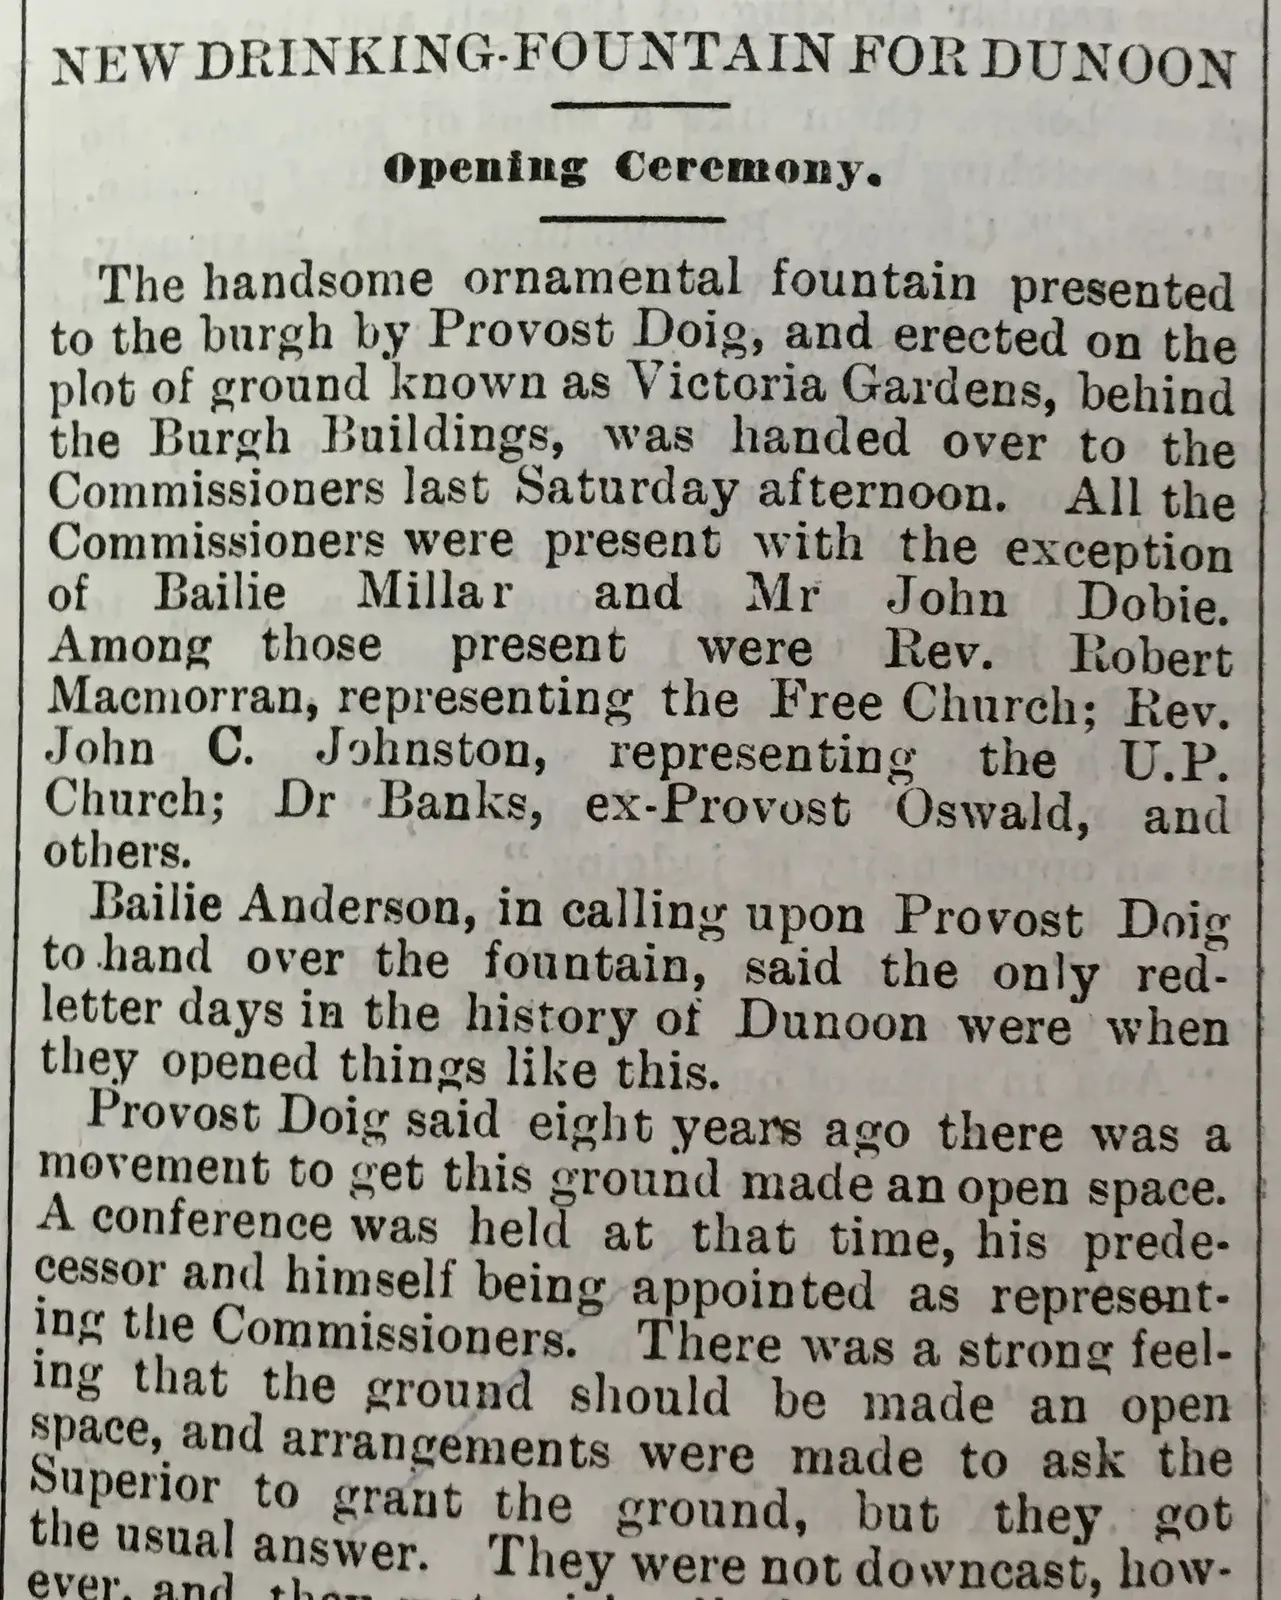 NEW DRINKING-FOUNTAIN FOR DUNOON
Opening Ceremony.
The handsome ornamental fountain presented
to the burgh by Provost Doig, and erected on the
plot of ground known as Victoria Gardens, behind
the Burgh Buildings, was handed over to the
Commissioners last Saturday afternoon. All the
Commissioners were present with the exception
of Bailie Millar and Mr John Dobie.
Among those present were Rev. Robert
Macmorran, representing the Free Church; Rev.
John C. Johnston, representing the U.P.
Church; Dr Banks, ex-Provost Oswald, and
others.
Bailie Anderson, in calling upon Provost Doig
to hand over the fountain, said the only red-
letter days in the history of Dunoon were when
they opened things like this.
Provost Doig said eight years ago there was a
movement to get this ground made an open space.
A conference was held at that time, his prede-
cessor and himself being appointed as represent-
ing the Commissioners. There was a strong feel-
ing that the ground should be made an open
space, and arrangements were made to ask the
Superior to grant the ground, but they got
the usual answer. They were not downcast, how-
ever, and they